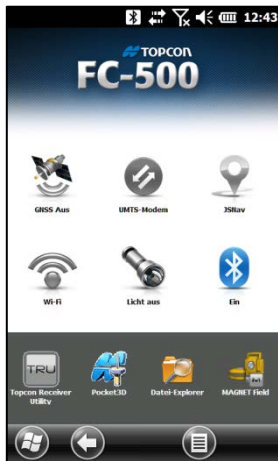 12:43
TOPCON
FC-500
GNSS Aus UMTS-Modem JSNav
Wi-Fi Licht aus Ein
TRU
Topcon Receiver Utility Pocket3D Datei-Explorer MAGNET Field